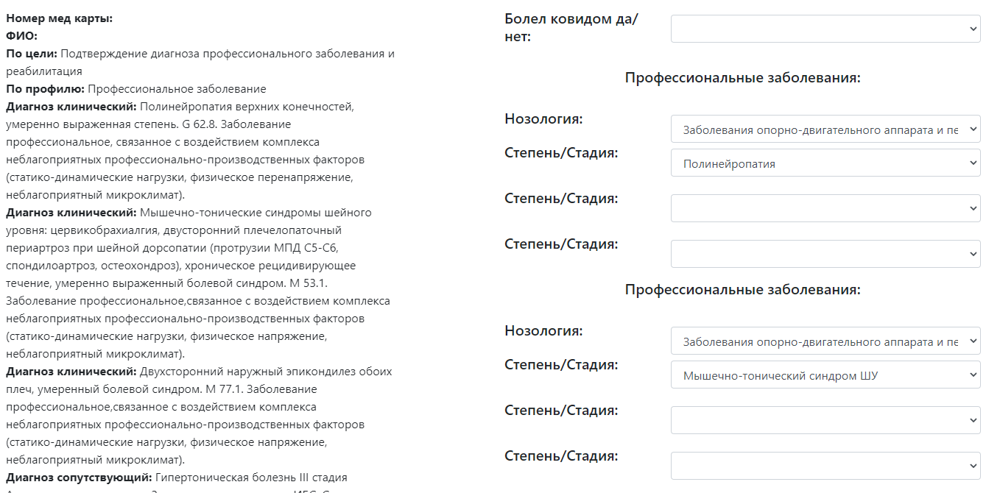 Номер мед карты:
ФИО:
По цели: Подтверждение диагноза профессионального заболевания и
реабилитация
По профилю: Профессиональное заболевание
Диагноз клинический: Полинейропатия верхних конечностей,
умеренно выраженная степень. G 62.8. Заболевание
профессиональное, связанное с воздействием комплекса
неблагоприятных профессионально-производственных факторов
(статико-динамические нагрузки, физическое перенапряжение,
неблагоприятный микроклимат).
Диагноз клинический: Мышечно-тонические синдромы шейного
уровня: цервикобрахиалгия, двусторонний плечелопаточный
периартроз при шейной дорсопатии (протрузии МПД С5-С6,
спондилоартроз, остеохондроз), хроническое рецидивирующее
течение, умеренно выраженный болевой синдром. М 53.1.
Заболевание профессиональное,связанное с воздействием комплекса
неблагоприятных профессионально-производственных факторов
(статико-динамические нагрузки, физическое напряжение,
неблагоприятный микроклимат).
Диагноз клинический: Двухсторонний наружный эпикондилез обоих
плеч, умеренный болевой синдром. М 77.1. Заболевание
профессиональное,связанное с воздействием комплекса
неблагоприятных профессионально-производственных факторов
(статико-динамические нагрузки, физическое напряжение,
неблагоприятный микроклимат).
Диагноз сопутствующий: Гипертоническая болезнь III стадия
Болел ковидом да/
нет:
Профессиональные заболевания:
Нозология:
Заболевания опорно-двигательного аппарата и пе
Степень/Стадия:
Полинейропатия
Степень/Стадия:
Степень/Стадия:
Профессиональные заболевания:
Нозология:
Заболевания опорно-двигательного аппарата и пе
Степень/Стадия:
Мышечно-тонический синдром ШУ
Степень/Стадия:
Степень/Стадия: